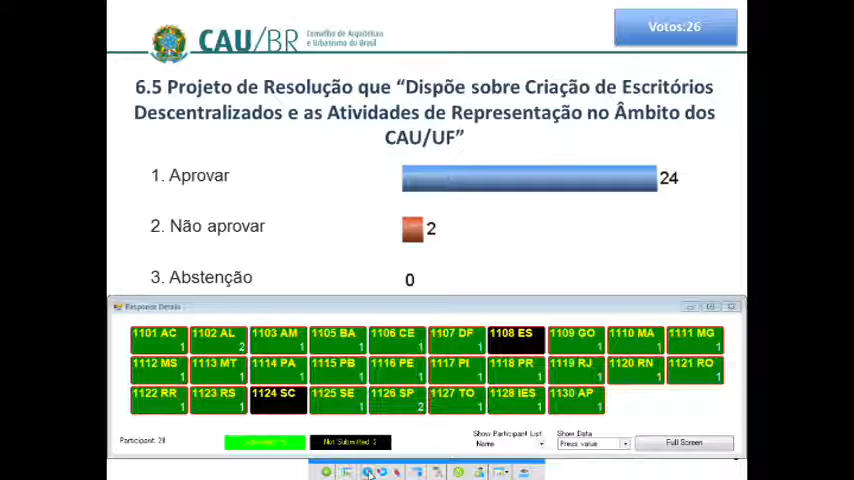 CAU/BR
Conselho de Arquitetura
e Urbanismo do Brasil
Votos:26
6.5 Projeto de Resolução que “Dispõe sobre Criação de Escritórios
Descentralizados e as Atividades de Representação no Âmbito dos
CAU/UF”
1. Aprovar
24
2. Não aprovar
2
3. Abstenção
0
Response Details
1101 AC 1102 AL 1103 AM 1105 BA 1106 CE 1107 DF 1108 ES 1109 GO 1110 MA 1111 MG
1 2 1 1 1 1 1 1 1
1112 MS 1113 MT 1114 PA 1115 PB 1116 PE 1117 PI 1118 PR 1119 RJ 1120 RN 1121 RO
1 1 1 1 1 1 1 1 1 1
1122 RR 1123 RS 1124 SC 1125 SE 1126 SP 1127 TO 1128 IES 1130 AP
1 1 1 2 1 1 1
Participant: 28
Not Submitted: 2
Show Participant List
Name
Show Data
Press value
Full Screen